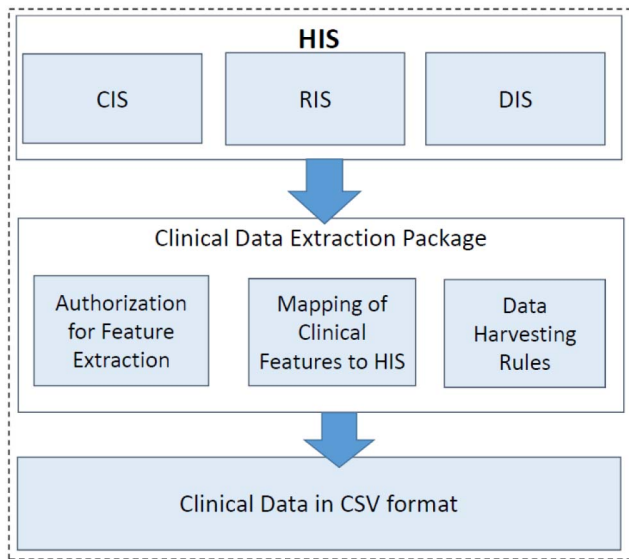 HIS
CIS
RIS
DIS
Clinical Data Extraction Package
Authorization
for Feature
Extraction
Mapping of
Clinical
Features to HIS
Data
Harvesting
Rules
Clinical Data in CSV format